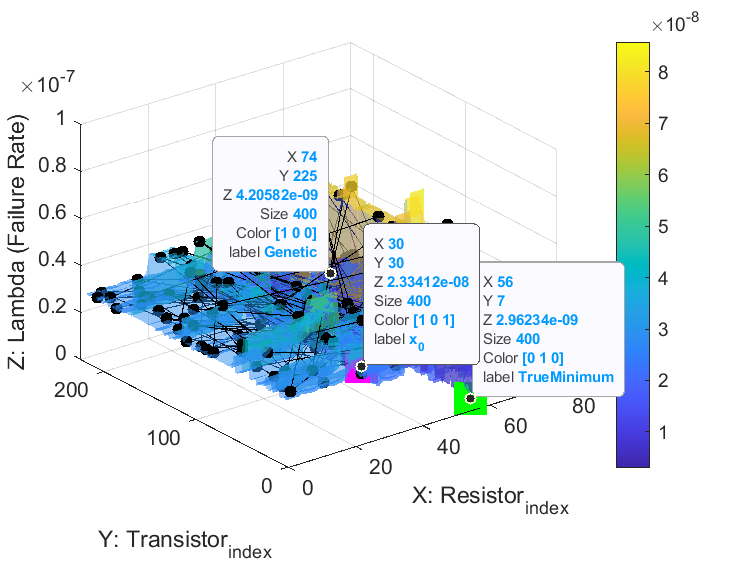 ×10-8
×10-7
Z: Lambda (Failure Rate)
1
0.8
0.6
0.4
0.2
0
X 74
Y 225
Z 4.20582e-09
Size 400
Color [1 0 0]
label Genetic
X 30
Y 30
Z 2.33412e-08
Size 400
Color [1 0 1]
label x0
X 56
Y 7
Z 2.96234e-09
Size 400
Color [0 1 0]
label TrueMinimum
8
7
6
5
4
3
2
1
200
100
0
0
20
40
60
80
X: Resistorindex
Y: Transistorindex